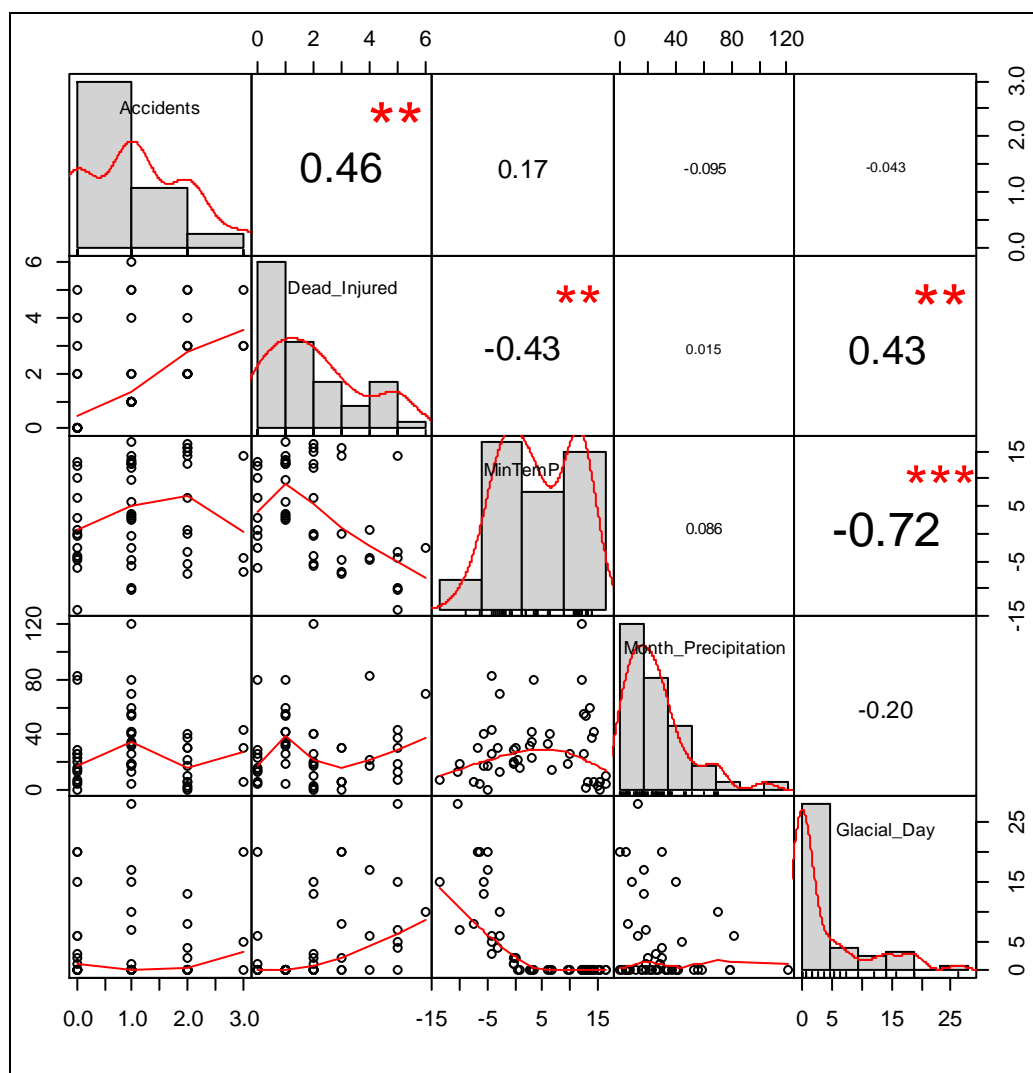 0 2 4 6 0 40 80 120
Accidents ** 0.46 0.17 -0.095 -0.043 0.0 1.0 2.0 3.0
0 2 4 6 Dead_Injured ** -0.43 0.015 ** 0.43
MinTemP 0.086 *** -0.72 -15 -5 5 15
0 40 80 120 Month_Precipitation -0.20
Glacial_Day 0 5 15 25
0.0 1.0 2.0 3.0 -15 -5 5 15 0 5 15 25